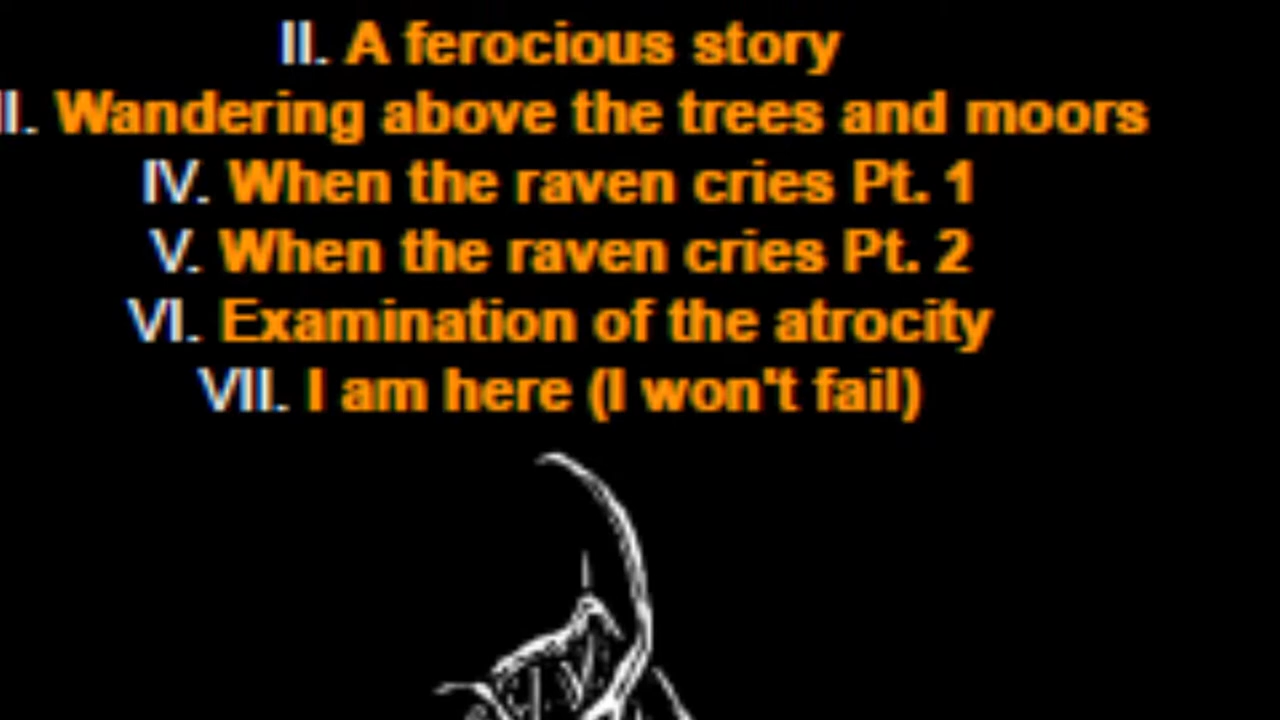 II. A ferocious story
II. Wandering above the trees and moors
IV. When the raven cries Pt. 1
V. When the raven cries Pt. 2
VI. Examination of the atrocity
VII. I am here (I won't fail)